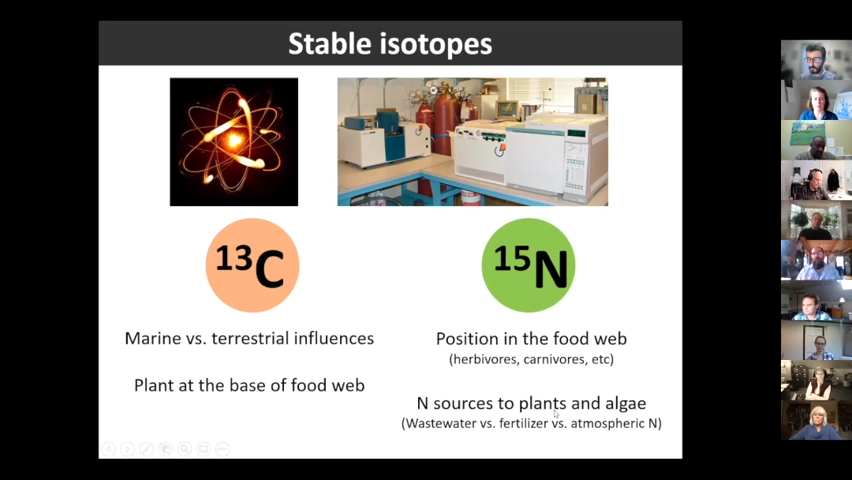 Stable isotopes
13C
15N
Marine vs. terrestrial influences
Plant at the base of food web
Position in the food web
(herbivores, carnivores, etc)
N sources to plants and algae
(Wastewater vs. fertilizer vs. atmospheric N)